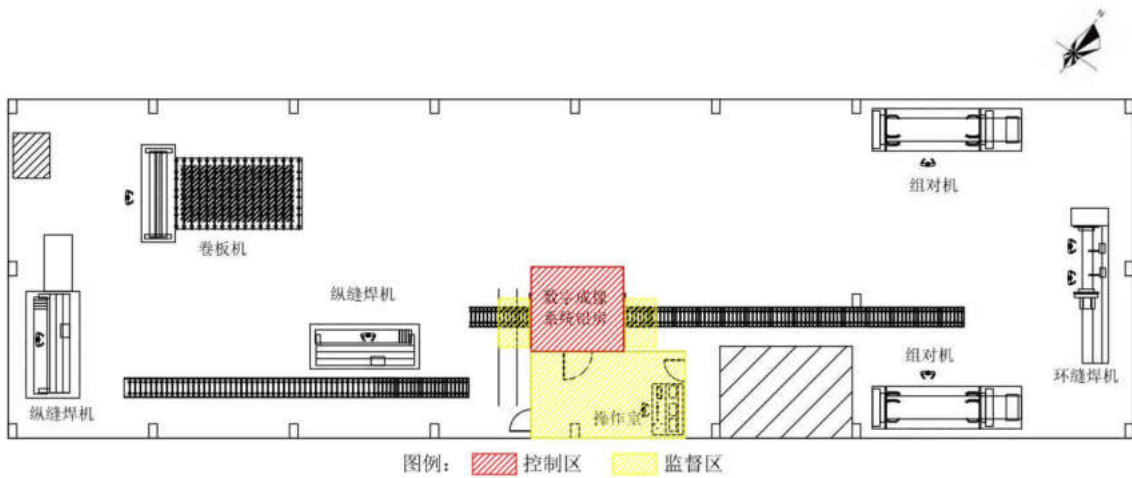 N
组对机
卷板机
纵缝焊机
数字成像
系统铅房
组对机
环缝焊机
纵缝焊机
操作室
图例：
控制区
监督区